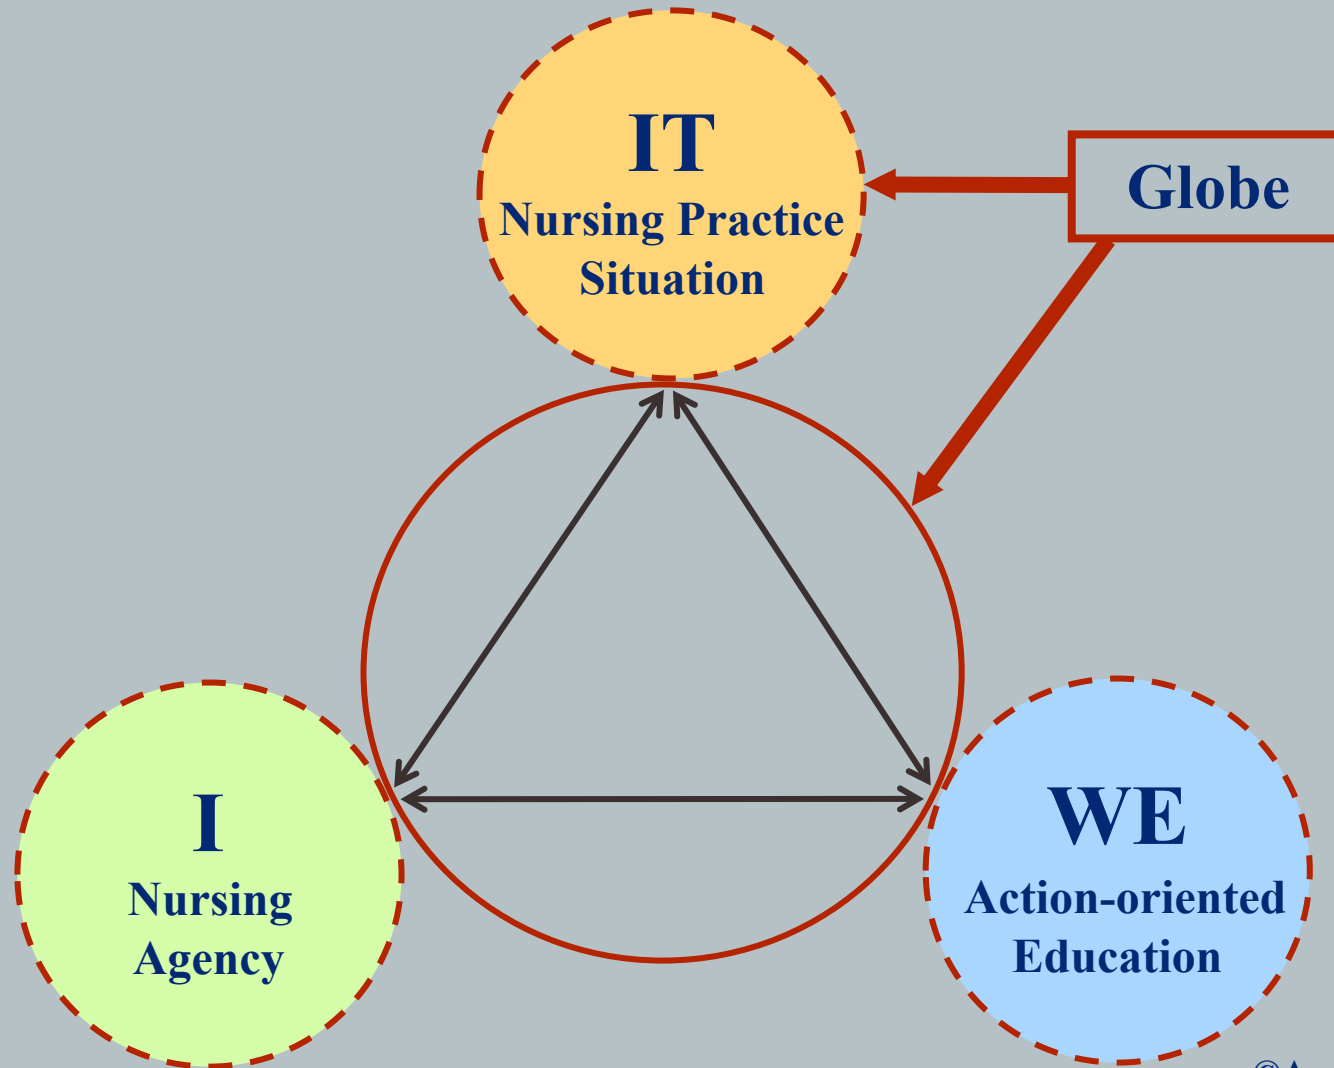 IT
Nursing Practice
Situation
Globe
I
Nursing
Agency
WE
Action-oriented
Education